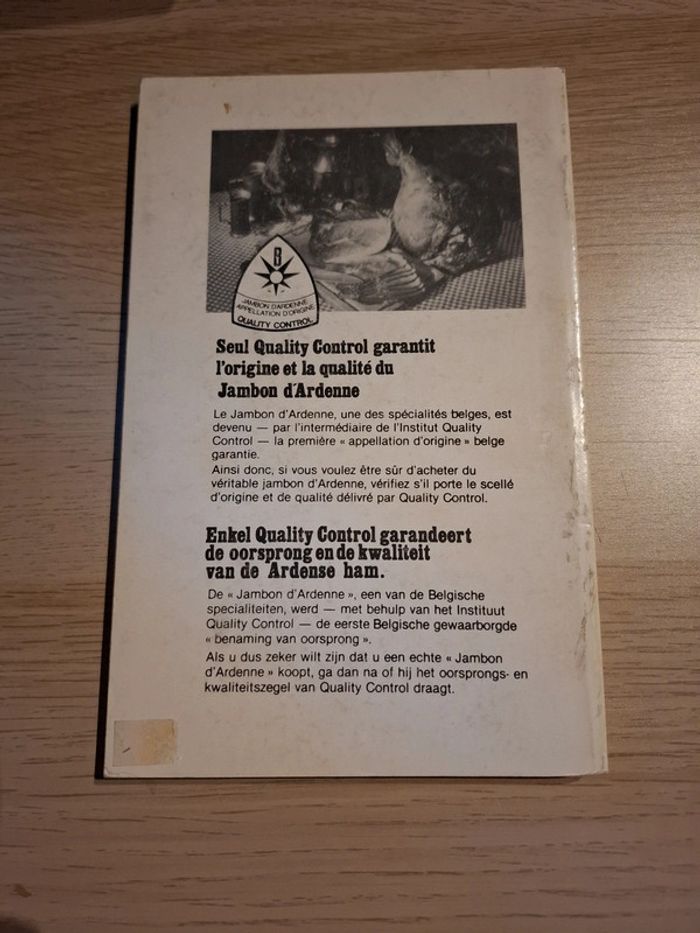 B
JAMBON D'ARDENNE
APPELLATION D'ORIGINE
QUALITY CONTROL
Seul Quality Control garantit
l'origine et la qualité du
Jambon d'Ardenne
Le Jambon d'Ardenne, une des spécialités belges, est
devenu — par l'intermédiaire de l'Institut Quality
Control — la première « appellation d'origine » belge
garantie.
Ainsi donc, si vous voulez être sûr d'acheter du
véritable jambon d'Ardenne, vérifiez s'il porte le scellé
d'origine et de qualité délivré par Quality Control.
Enkel Quality Control garandeert
de oorsprong en de kwaliteit
van de Ardense ham.
De « Jambon d'Ardenne », een van de Belgische
specialiteiten, werd — met behulp van het Instituut
Quality Control — de eerste Belgische gewaarborgde
« benaming van oorsprong ».
Als u dus zeker wilt zijn dat u een echte « Jambon
d'Ardenne » koopt, ga dan na of hij het oorsprongs- en
kwaliteitszegel van Quality Control draagt.